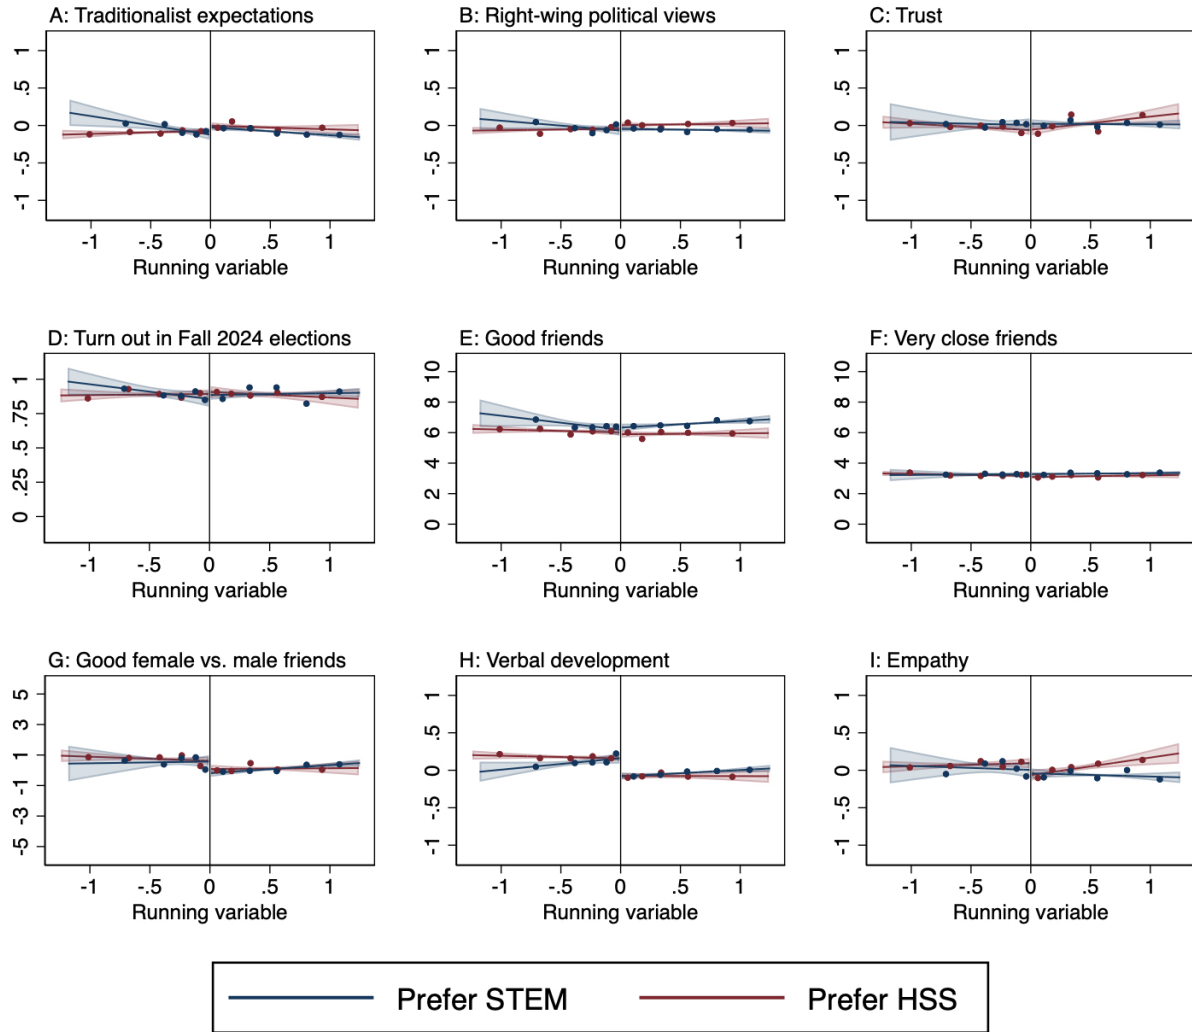 A: Traditionalist expectations
1
.5
0
-.5
-1
-1 -.5 0 .5 1
Running variable
B: Right-wing political views
1
.5
0
-.5
-1
-1 -.5 0 .5 1
Running variable
C: Trust
1
.5
0
-.5
-1
-1 -.5 0 .5 1
Running variable
D: Turn out in Fall 2024 elections
1
.75
.5
.25
0
-1 -.5 0 .5 1
Running variable
E: Good friends
10
8
6
4
2
0
-1 -.5 0 .5 1
Running variable
F: Very close friends
10
8
6
4
2
0
-1 -.5 0 .5 1
Running variable
G: Good female vs. male friends
5
3
1
-1
-3
-5
-1 -.5 0 .5 1
Running variable
H: Verbal development
1
.5
0
-.5
-1
-1 -.5 0 .5 1
Running variable
I: Empathy
1
.5
0
-.5
-1
-1 -.5 0 .5 1
Running variable
Prefer STEM Prefer HSS